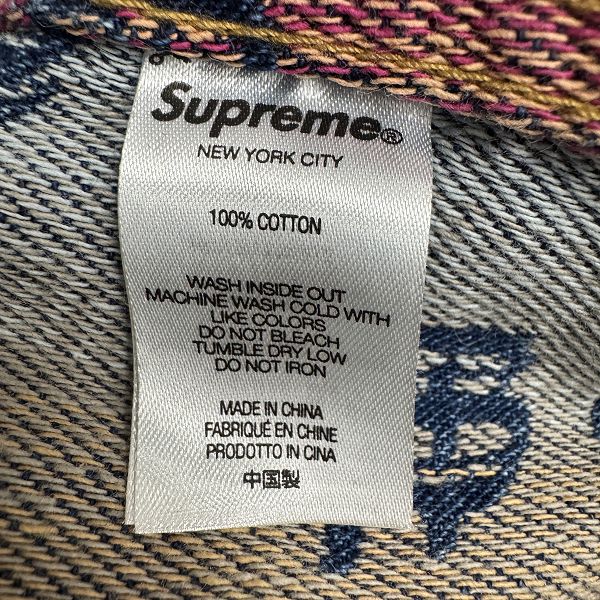 Supreme®
NEW YORK CITY
100% COTTON
WASH INSIDE OUT
MACHINE WASH COLD WITH
LIKE COLORS
DO NOT BLEACH
TUMBLE DRY LOW
DO NOT IRON
MADE IN CHINA
FABRIQUÉ EN CHINE
PRODOTTO IN CINA
中国製